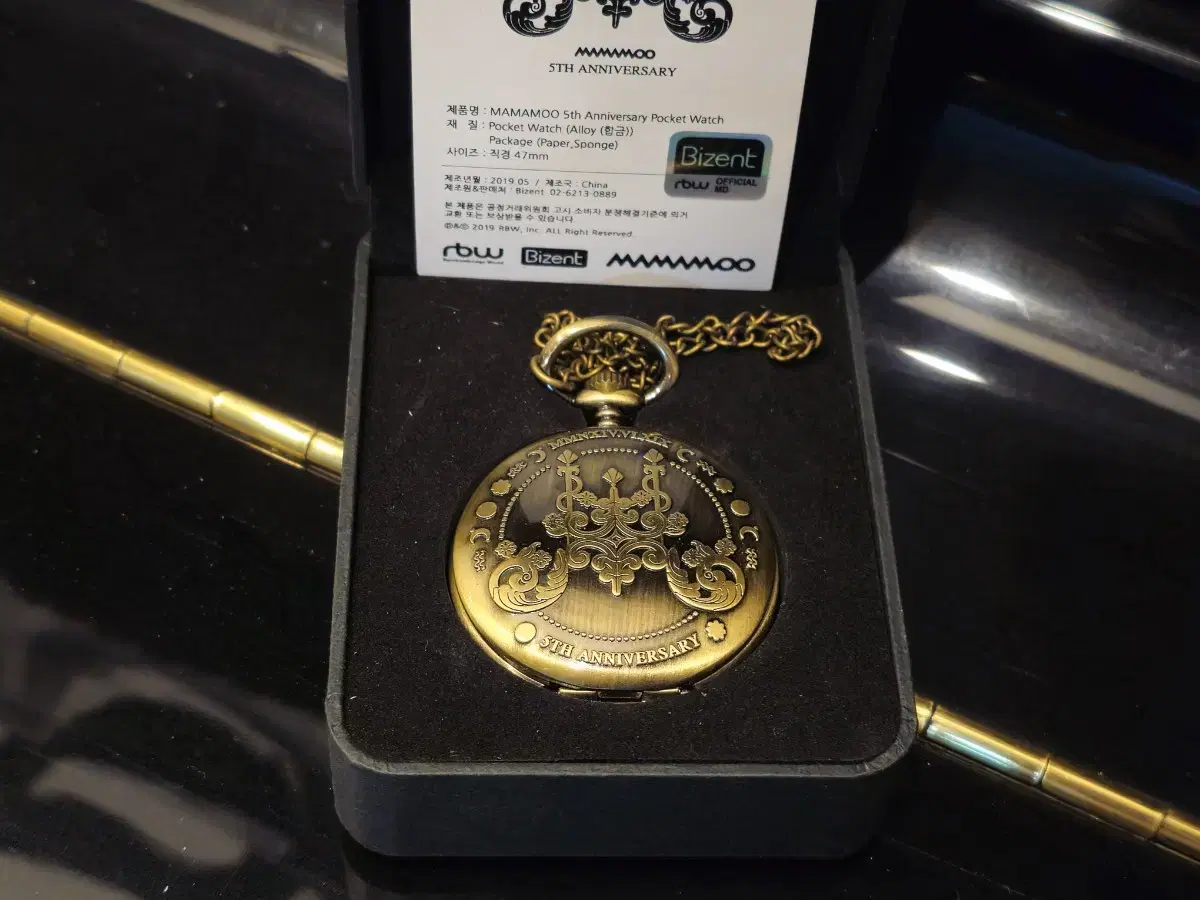 MAMAMOO
5TH ANNIVERSARY
제품명 : MAMAMOO 5th Anniversary Pocket Watch
재 질 : Pocket Watch (Alloy (합금))
Package (Paper,Sponge)
사이즈 : 직경 47mm
Bizent
rbw OFFICIAL MD
제조년월 : 2019.05 / 제조국 : China
제조원&판매처 : Bizent 02-6213-0889
본 제품은 공정거래위원회 고시 소비자 분쟁해결기준에 의거
교환 또는 보상받을 수 있습니다
℗&© 2019 RBW, Inc. ALL Right Reserved
rbw Bizent MAMAMOO
5TH ANNIVERSARY